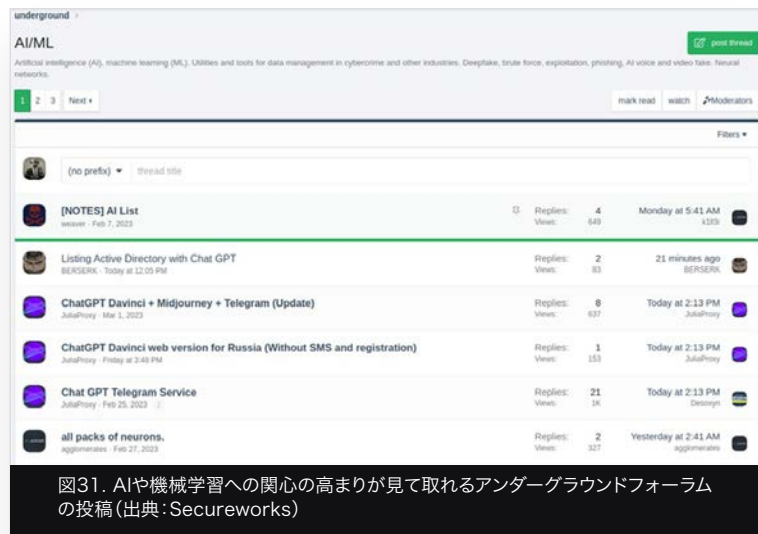 underground
AI/ML
post thread
Artificial intelligence (AI), machine learning (ML). Utilities and tools for data management in cybercrime and other industries. Deepfake, brute force, exploitation, phishing, AI voice and video fake. Neural
networks.
1 2 3 Next
mark read watch Moderators
Filters
(no prefix) thread title
[NOTES] AI List
Replies: 4
Monday at 5:41 AM
weaver · Feb 7, 2023
Views: 649
Listing Active Directory with Chat GPT
Replies: 2
21 minutes ago
BERSERK · Today at 12:05 PM
Views: 83
BERSERK
ChatGPT Davinci + Midjourney + Telegram (Update)
Replies: 8
Today at 2:13 PM
JuliaProxy · Mar 1, 2023
Views: 637
JuliaProxy
ChatGPT Davinci web version for Russia (Without SMS and registration)
Replies: 1
Today at 2:13 PM
JuliaProxy · Friday at 3:48 PM
Views: 153
JuliaProxy
Chat GPT Telegram Service
Replies: 21
Today at 2:13 PM
JuliaProxy · Feb 25, 2023
Views: 1K
all packs of neurons.
Replies: 2
Yesterday at 2:41 AM
agglomerates · Feb 27, 2023
Views: 327
agglomerates
図31. AIや機械学習への関心の高まりが見て取れるアンダーグラウンドフォーラム
の投稿(出典:Secureworks)